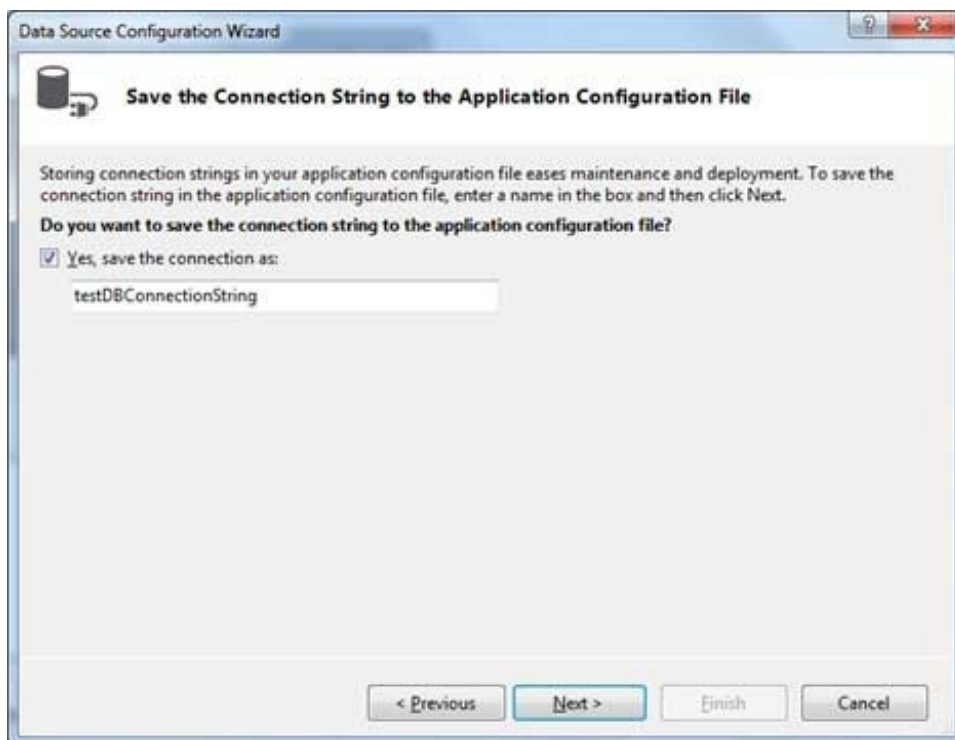 Data Source Configuration Wizard
?
Save the Connection String to the Application Configuration File
Storing connection strings in your application configuration file eases maintenance and deployment. To save the
connection string in the application configuration file, enter a name in the box and then click Next.
Do you want to save the connection string to the application configuration file?
Yes, save the connection as:
testDBConnectionString
< Previous Next > Finish Cancel